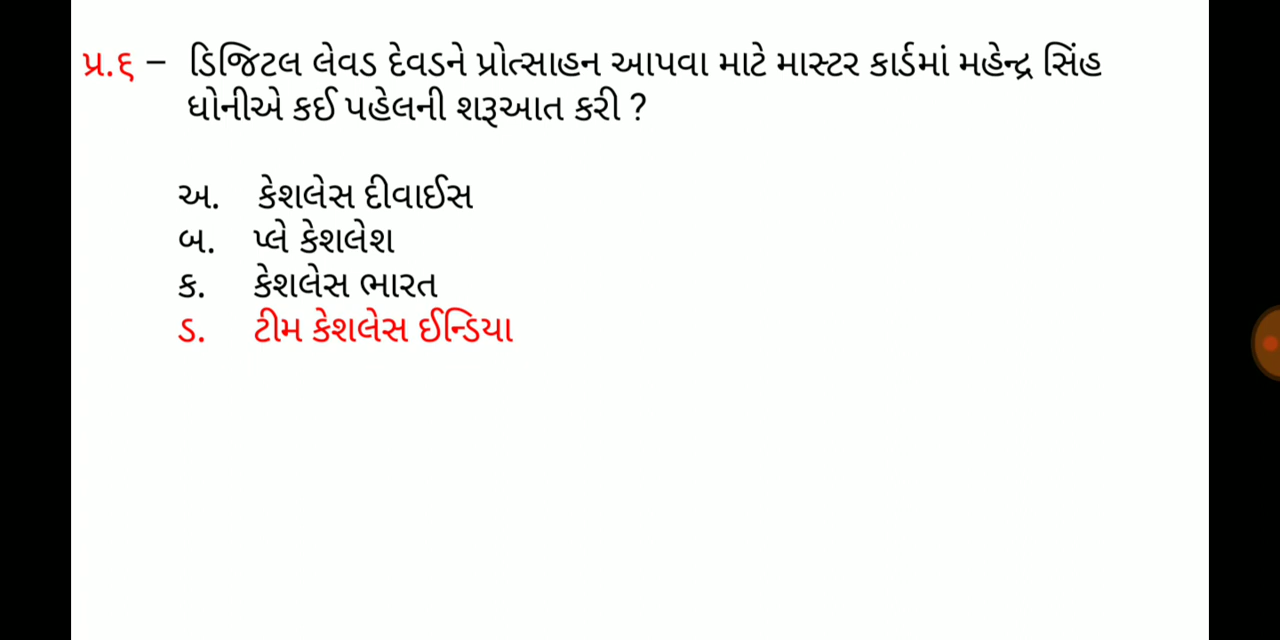 પ્ર.૬ – ડિજિટલ લેવડ દેવડને પ્રોત્સાહન આપવા માટે માસ્ટર કાર્ડમાં મહેન્દ્ર સિંહ
ધોનીએ કઈ પહેલની શરૂઆત કરી ?
અ. કેશલેસ દીવાઈસ
બ. પ્લે કેશલેશ
ક. કેશલેસ ભારત
ડ. ટીમ કેશલેસ ઈન્ડિયા